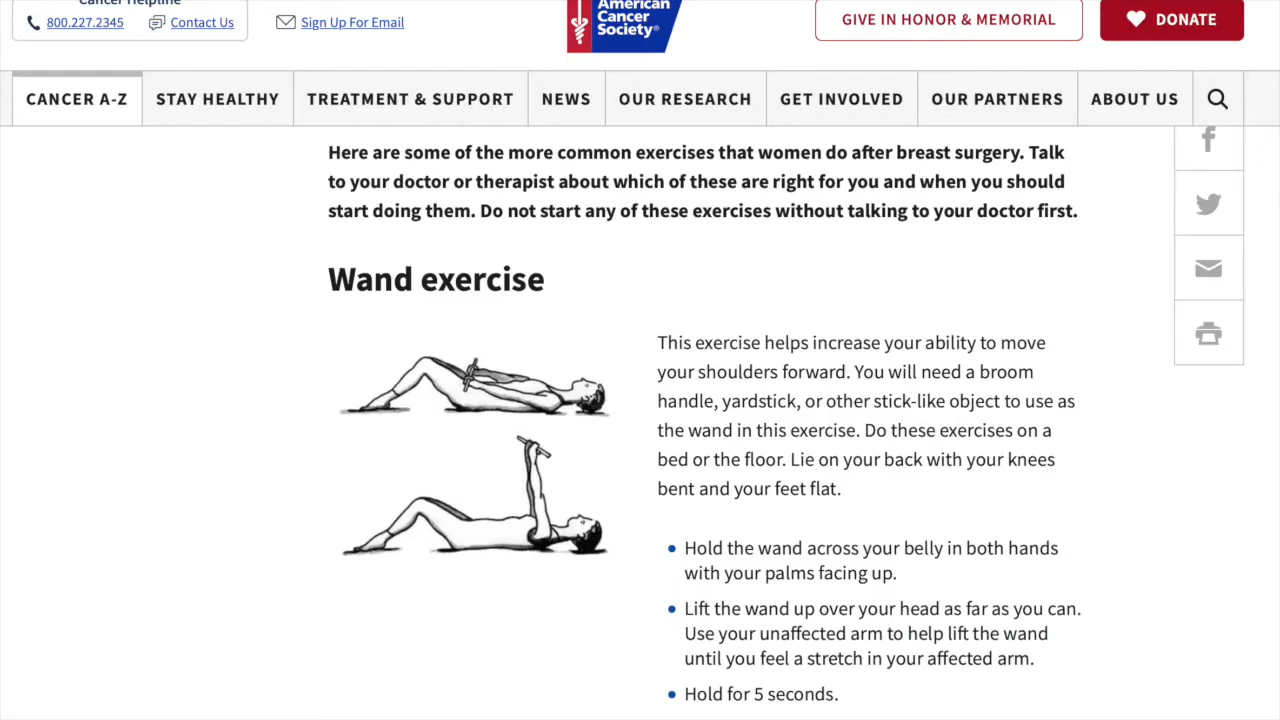 Cancer Helpline
800.227.2345 Contact Us Sign Up For Email
American
Cancer
Society®
GIVE IN HONOR & MEMORIAL DONATE
CANCER A-Z STAY HEALTHY TREATMENT & SUPPORT NEWS OUR RESEARCH GET INVOLVED OUR PARTNERS ABOUT US
Here are some of the more common exercises that women do after breast surgery. Talk
to your doctor or therapist about which of these are right for you and when you should
start doing them. Do not start any of these exercises without talking to your doctor first.
Wand exercise
This exercise helps increase your ability to move
your shoulders forward. You will need a broom
handle, yardstick, or other stick-like object to use as
the wand in this exercise. Do these exercises on a
bed or the floor. Lie on your back with your knees
bent and your feet flat.
• Hold the wand across your belly in both hands
with your palms facing up.
• Lift the wand up over your head as far as you can.
Use your unaffected arm to help lift the wand
until you feel a stretch in your affected arm.
• Hold for 5 seconds.